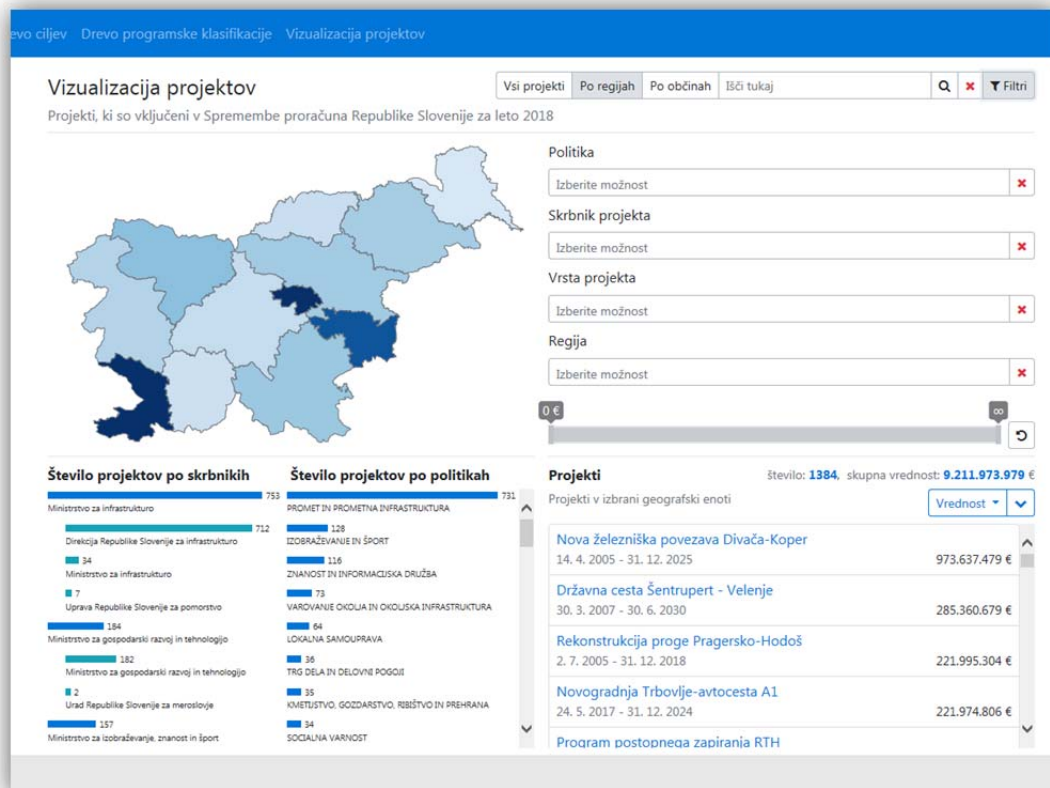 evo ciljev Drevo programske klasifikacije Vizualizacija projektov
Vizualizacija projektov
Vsi projekti Po regijah Po občinah Išči tukaj Filtri
Projekti, ki so vključeni v Spremembe proračuna Republike Slovenije za leto 2018
Politika
Izberite možnost
Skrbnik projekta
Izberite možnost
Vrsta projekta
Izberite možnost
Regija
Izberite možnost
0 € ∞
Število projektov po skrbnikih
753
Ministrstvo za infrastrukturo
712
Direkcija Republike Slovenije za infrastrukturo
34
Ministrstvo za infrastrukturo
7
Uprava Republike Slovenije za pomorstvo
184
Ministrstvo za gospodarski razvoj in tehnologijo
182
Ministrstvo za gospodarski razvoj in tehnologijo
2
Urad Republike Slovenije za meroslovje
157
Ministrstvo za izobraževanje, znanost in šport
Število projektov po politikah
731
PROMET IN PROMETNA INFRASTRUKTURA
128
IZOBRAŽEVANJE IN ŠPORT
116
ZNANOST IN INFORMACIJSKA DRUŽBA
73
VAROVANJE OKOLJA IN OKOLJSKA INFRASTRUKTURA
64
LOKALNA SAMOUPRAVA
36
TRG DELA IN DELOVNI POGOJI
35
KMETIJSTVO, GOZDARSTVO, RIBIŠTVO IN PREHRANA
34
SOCIALNA VARNOST
Projekti število: 1384, skupna vrednost: 9.211.973.979 €
Projekti v izbrani geografski enoti Vrednost
Nova železniška povezava Divača-Koper
14. 4. 2005 - 31. 12. 2025 973.637.479 €
Državna cesta Šentrupert - Velenje
30. 3. 2007 - 30. 6. 2030 285.360.679 €
Rekonstrukcija proge Pragersko-Hodoš
2. 7. 2005 - 31. 12. 2018 221.995.304 €
Novogradnja Trbovlje-avtocesta A1
24. 5. 2017 - 31. 12. 2024 221.974.806 €
Program postopnega zapiranja RTH